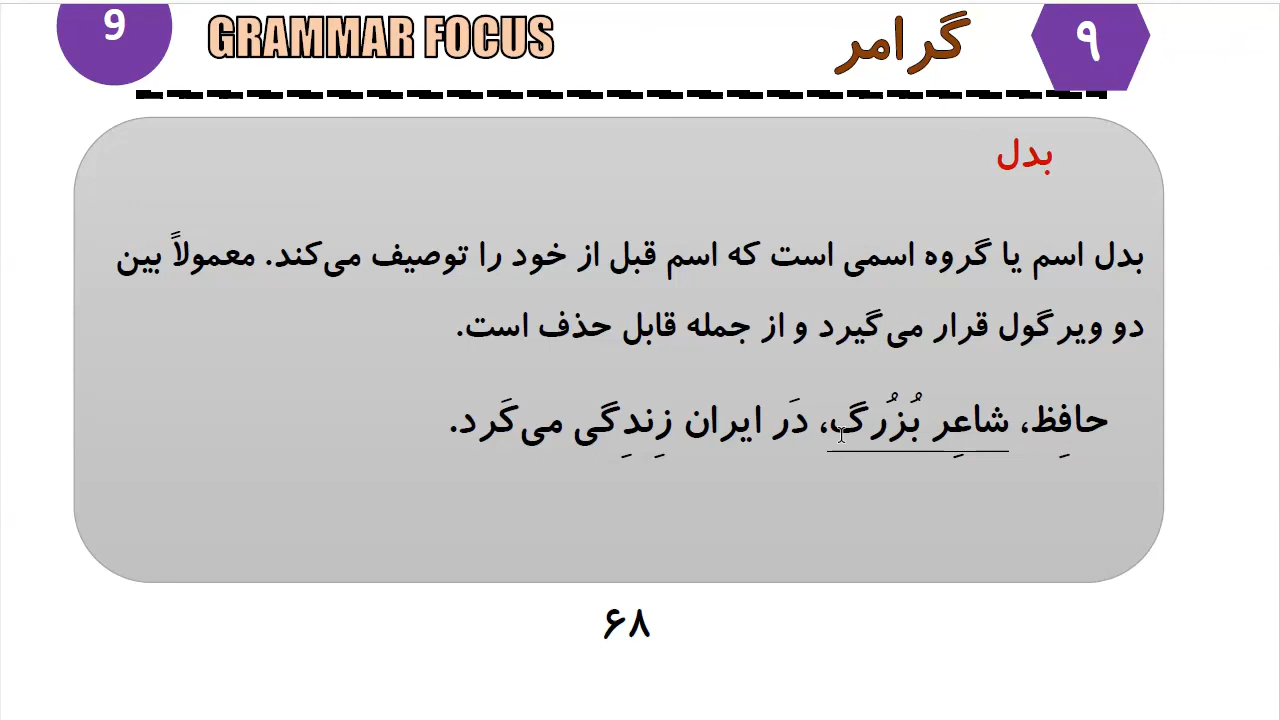 9
GRAMMAR FOCUS
گرامر
۹
بدل
بدل اسم یا گروه اسمی است که اسم قبل از خود را توصیف می‌کند. معمولاً بین
دو ویرگول قرار می‌گیرد و از جمله قابل حذف است.
حافِظ، شاعِرِ بُزُرگ، دَر ایران زِندِگی می‌کَرد.
۶۸